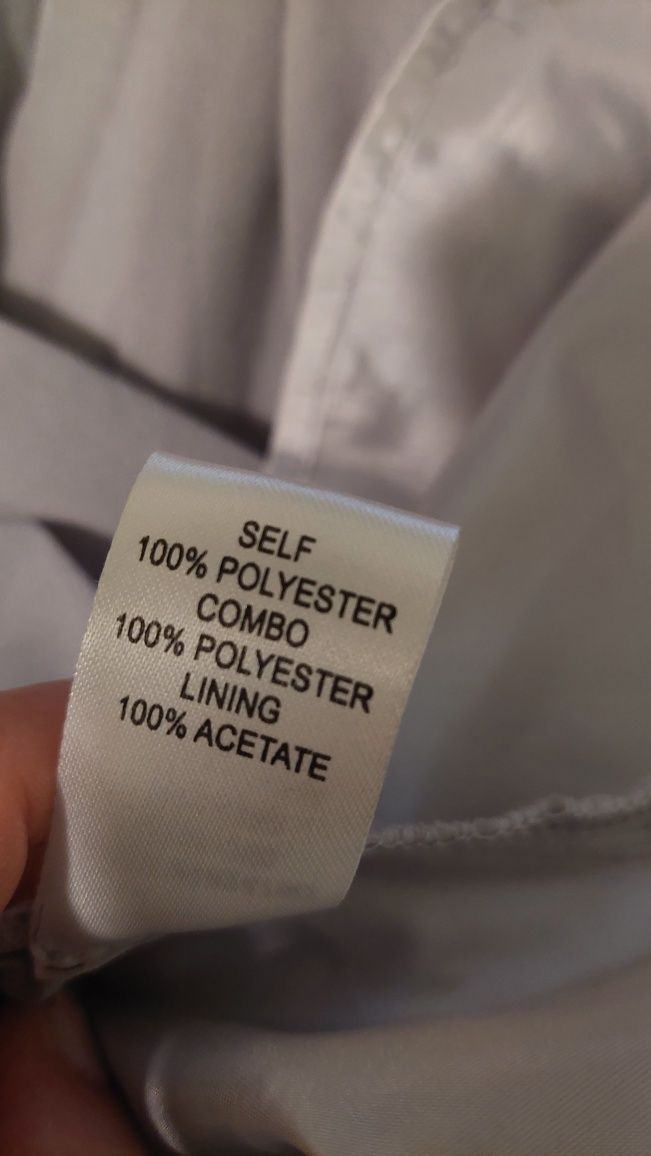 SELF
100% POLYESTER
COMBO
100% POLYESTER
LINING
100% ACETATE